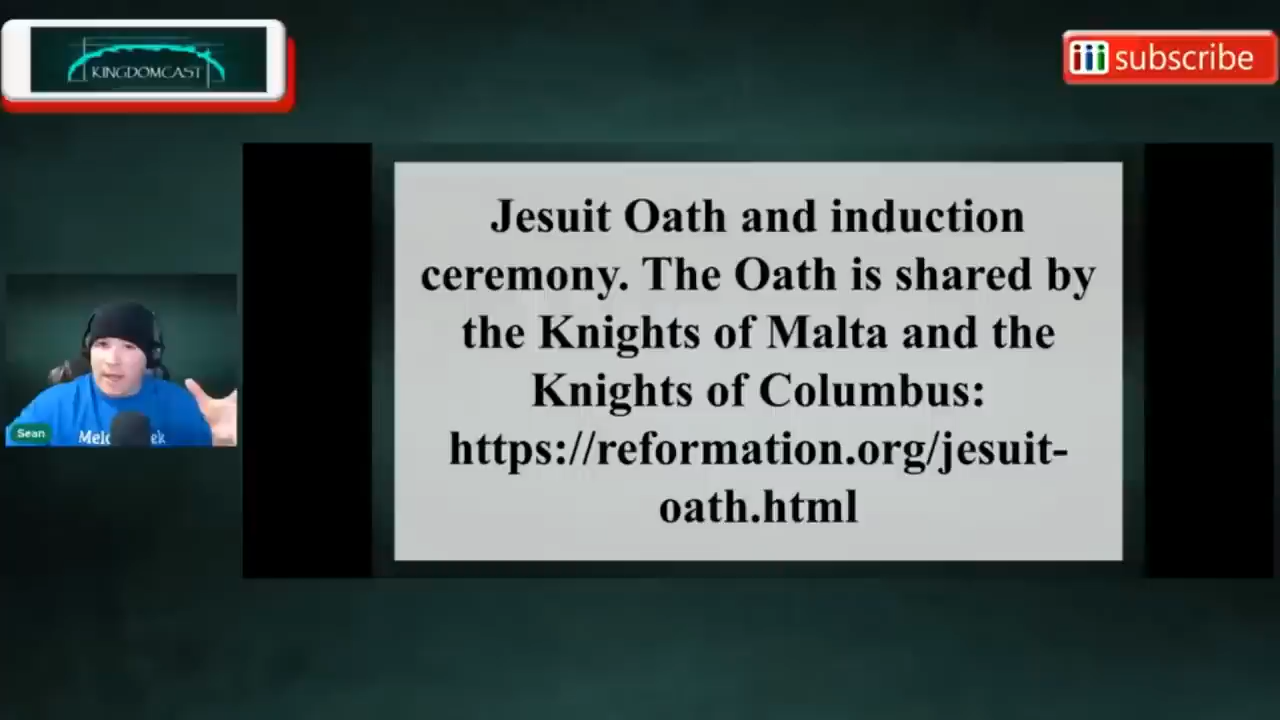 KINGDOMCAST
subscribe
Jesuit Oath and induction
ceremony. The Oath is shared by
the Knights of Malta and the
Knights of Columbus:
https://reformation.org/jesuit-
oath.html
Sean